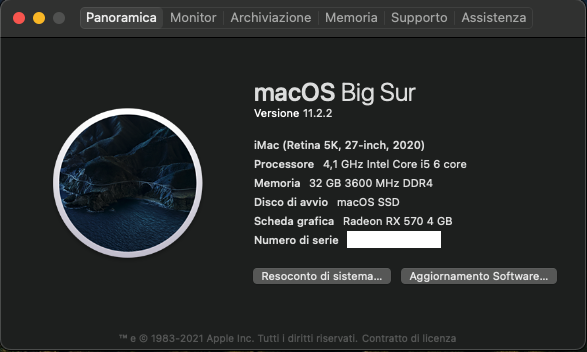 Panoramica Monitor Archiviazione Memoria Supporto Assistenza
macOS Big Sur
Versione 11.2.2
iMac (Retina 5K, 27-inch, 2020)
Processore 4,1 GHz Intel Core i5 6 core
Memoria 32 GB 3600 MHz DDR4
Disco di avvio macOS SSD
Scheda grafica Radeon RX 570 4 GB
Numero di serie
Resoconto di sistema... Aggiornamento Software...
™ e © 1983-2021 Apple Inc. Tutti i diritti riservati. Contratto di licenza